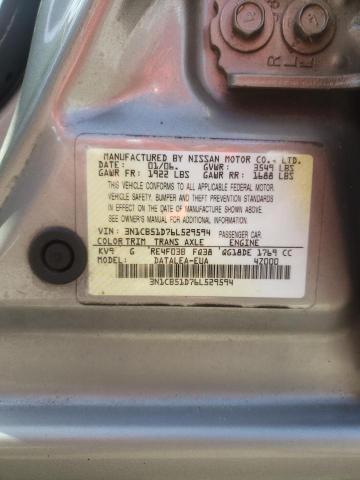 MANUFACTURED BY NISSAN MOTOR CO., LTD.
DATE: 01/06. GVWR: 3549 LBS
GAWR FR: 1922 LBS GAWR RR: 1688 LBS
THIS VEHICLE CONFORMS TO ALL APPLICABLE FEDERAL MOTOR
VEHICLE SAFETY, BUMPER, AND THEFT PREVENTION STANDARDS
IN EFFECT ON THE DATE OF MANUFACTURE SHOWN ABOVE.
SEE OWNER'S MANUAL FOR ADDITIONAL INFORMATION
VIN: 3N1CB51D76L529594 PASSENGER CAR.
COLOR TRIM TRANS AXLE ENGINE
KV9 G RE4F03B FQ38 QG18DE 1769 CC
MODEL: DATALEA-EUA 4Z000
3N1CB51D76L529594